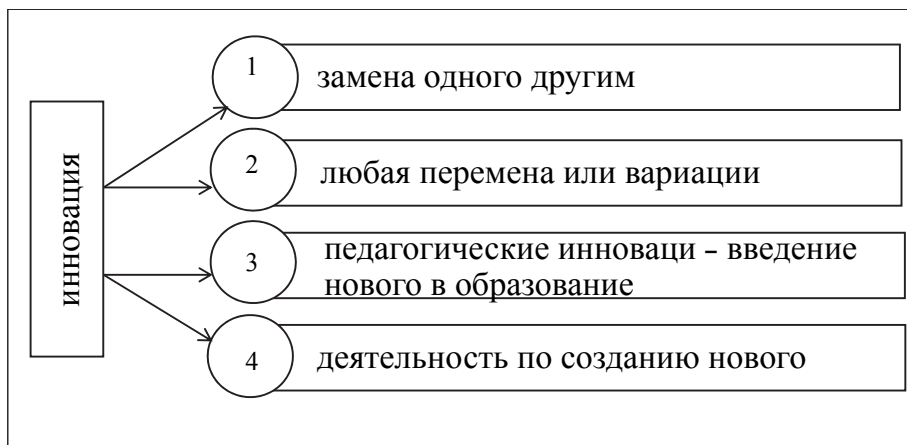 инновация
1
замена одного другим
2
любая перемена или вариации
3
педагогические инноваци – введение
нового в образование
4
деятельность по созданию нового